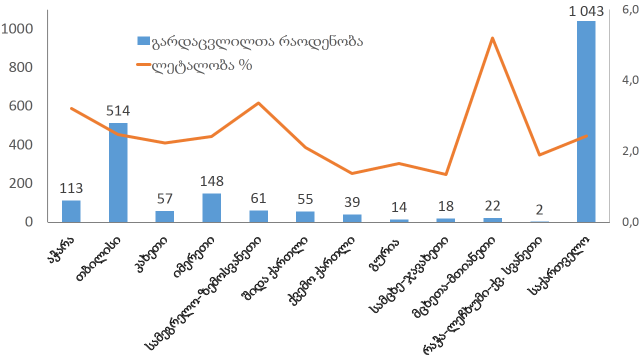 1 043
6,0
1000
გარდაცვლილთა რაოდენობა
800
ლეტალობა %
4,0
600
514
400
2,0
200
113
57
148
61
55
39
14
18
22
2
0
0,0
აჭარა
თბილისი
კახეთი
იმერეთი
სამეგრელო-ზემოსვანეთი
შიდა ქართლი
ქვემო ქართლი
გურია
სამცხე-ჯავახეთი
მცხეთა-მთიანეთი
რაჭა-ლეჩხუმი-ქვ. სვანეთი
საქართველო